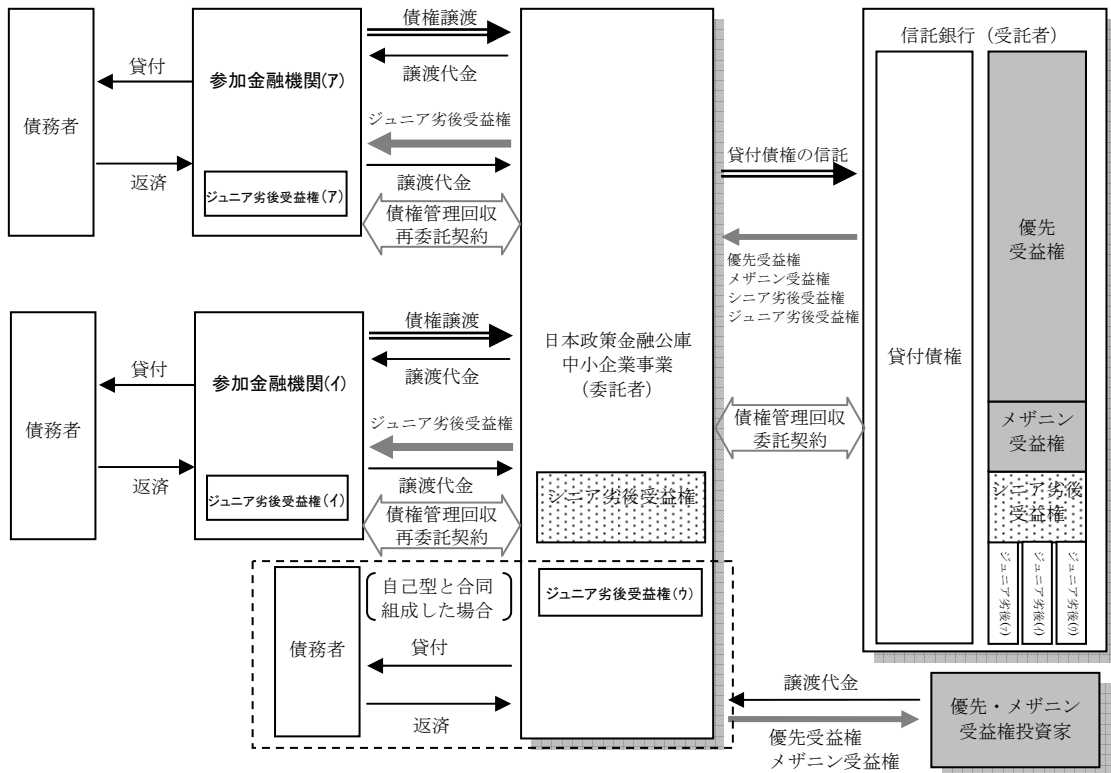 債権譲渡
譲渡代金
貸付
参加金融機関(ア)
債務者
ジュニア劣後受益権
返済
譲渡代金
ジュニア劣後受益権(ア)
債権管理回収
再委託契約
債権譲渡
譲渡代金
貸付
参加金融機関(イ)
債務者
ジュニア劣後受益権
返済
譲渡代金
ジュニア劣後受益権(イ)
債権管理回収
再委託契約
日本政策金融公庫
中小企業事業
(委託者)
シニア劣後受益権
ジュニア劣後受益権(ウ)
自己型と合同
組成した場合
債務者
貸付
返済
貸付債権の信託
優先受益権
メザニン受益権
シニア劣後受益権
ジュニア劣後受益権
債権管理回収
委託契約
信託銀行(受託者)
貸付債権
優先
受益権
メザニン
受益権
シニア劣後
受益権
ジュニア劣後(ア)
ジュニア劣後(イ)
ジュニア劣後(ウ)
譲渡代金
優先受益権
メザニン受益権
優先・メザニン
受益権投資家